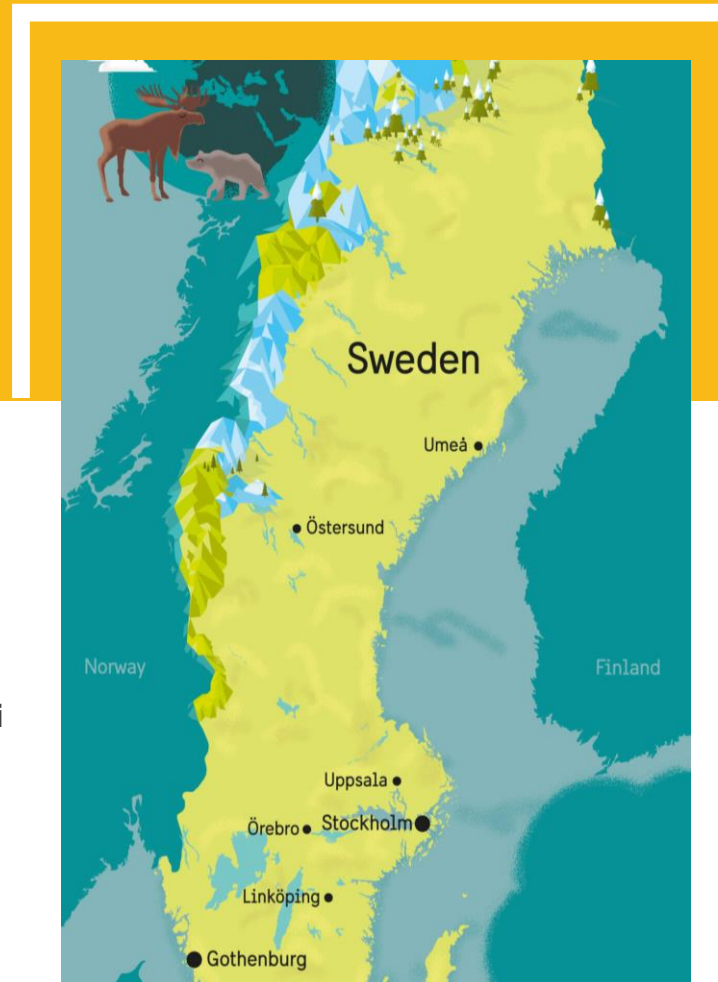 Sweden
Umeå
Östersund
Norway
Finland
i
Uppsala
Örebro
Stockholm
Linköping
Gothenburg